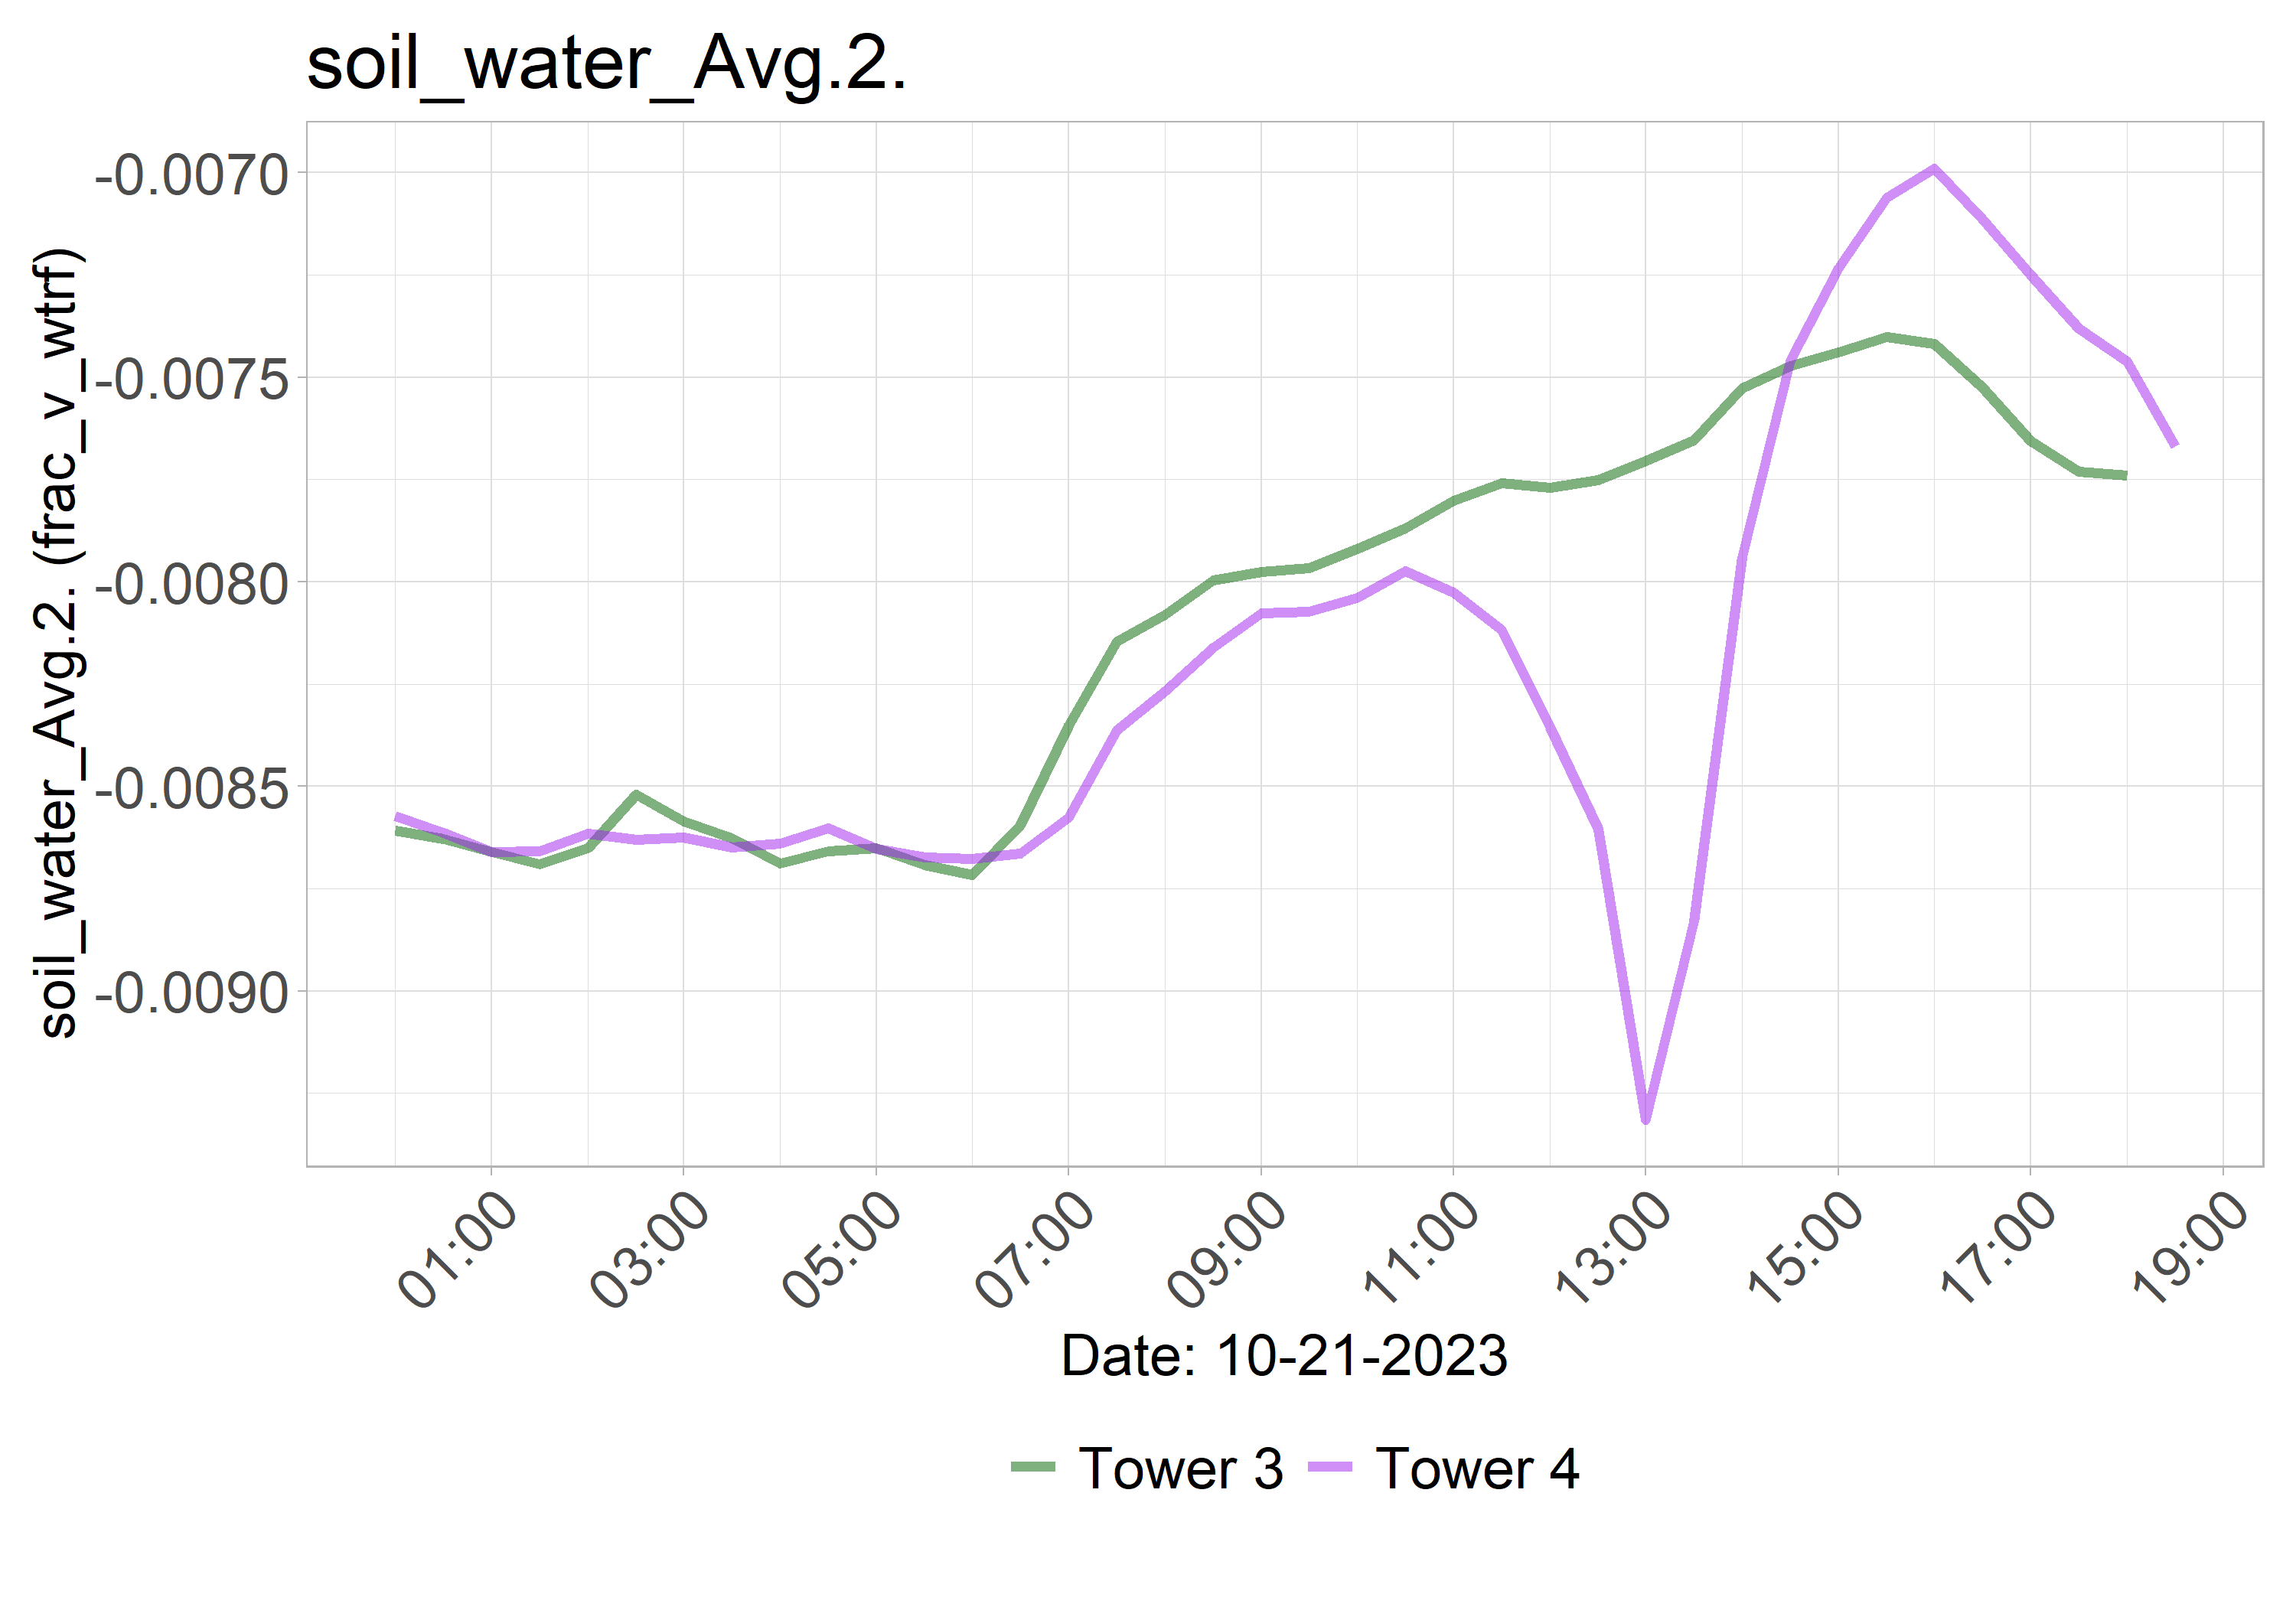 soil_water_Avg.2.
soil_water_Avg.2. (frac_v_wtrf)
-0.0070
-0.0075
-0.0080
-0.0085
-0.0090
01:00 03:00 05:00 07:00 09:00 11:00 13:00 15:00 17:00 19:00
Date: 10-21-2023
Tower 3 Tower 4